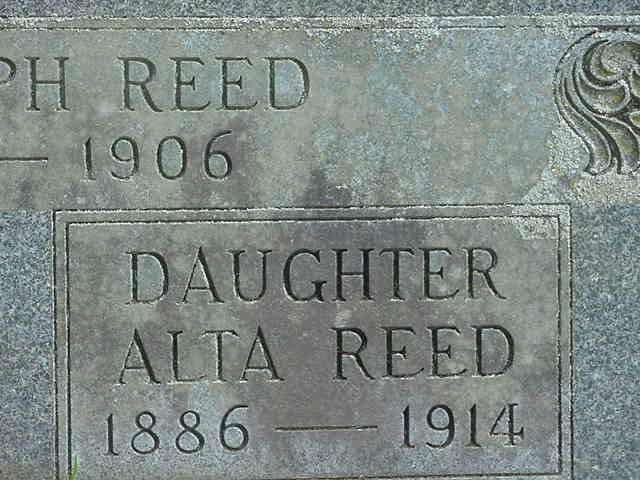 PH REED
— 1906
DAUGHTER
ALTA REED
1886 — 1914